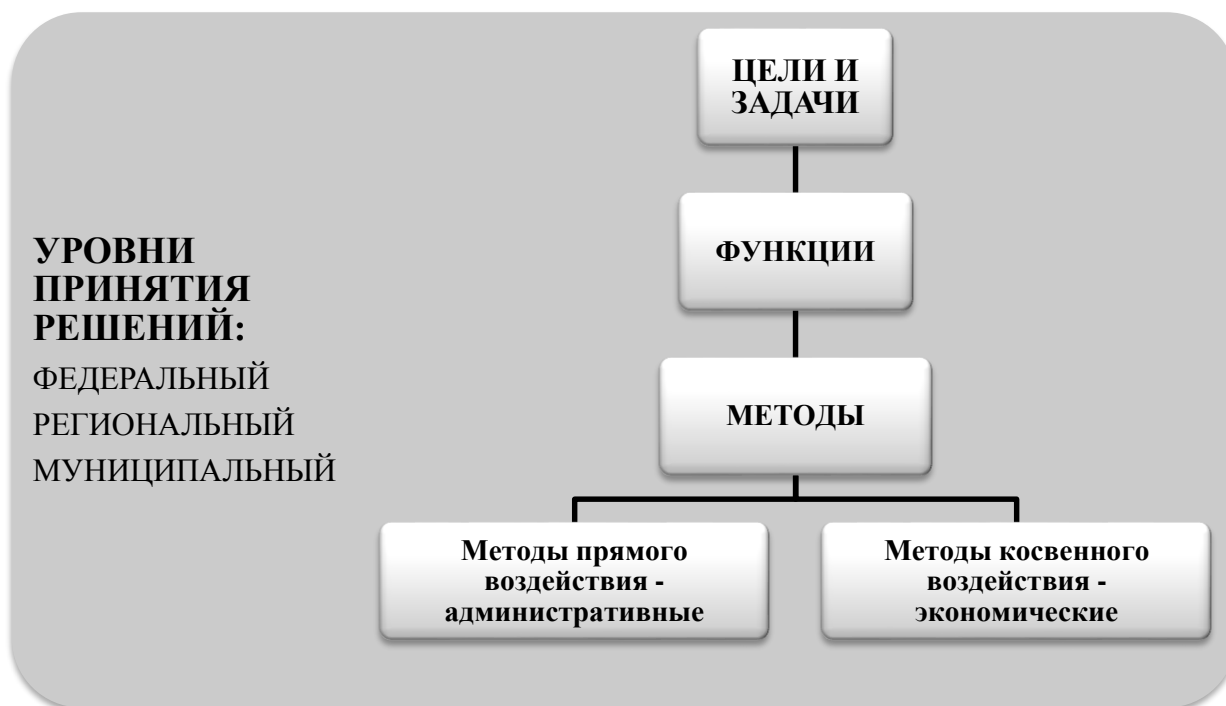 УРОВНИ
ПРИНЯТИЯ
РЕШЕНИЙ:
ФЕДЕРАЛЬНЫЙ
РЕГИОНАЛЬНЫЙ
МУНИЦИПАЛЬНЫЙ
ЦЕЛИ И
ЗАДАЧИ
ФУНКЦИИ
МЕТОДЫ
Методы прямого
воздействия -
административные
Методы косвенного
воздействия -
экономические